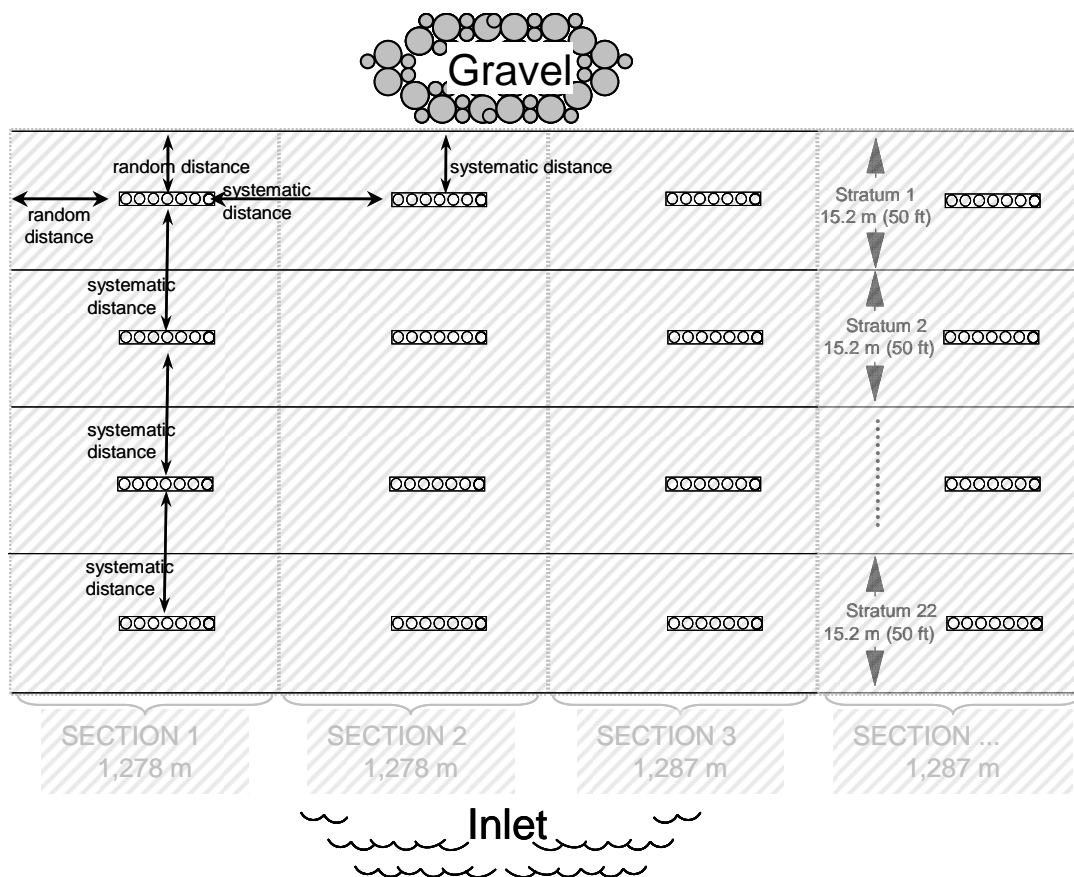 Gravel
random distance
systematic distance
systematic
distance
random
distance
Stratum 1
15.2 m (50 ft)
systematic
distance
Stratum 2
15.2 m (50 ft)
systematic
distance
systematic
distance
Stratum 22
15.2 m (50 ft)
SECTION 1
1,278 m
SECTION 2
1,278 m
SECTION 3
1,287 m
SECTION ...
1,287 m
Inlet